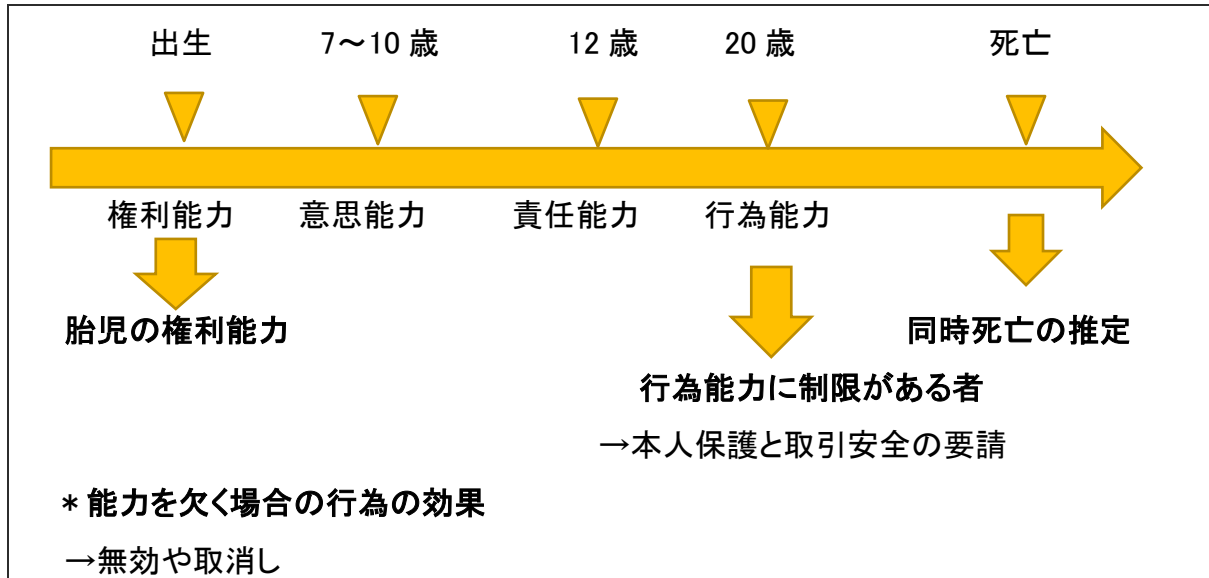 出生 7～10 歳 12 歳 20 歳 死亡
権利能力 意思能力 責任能力 行為能力
胎児の権利能力 同時死亡の推定
行為能力に制限がある者
→本人保護と取引安全の要請
＊能力を欠く場合の行為の効果
→無効や取消し